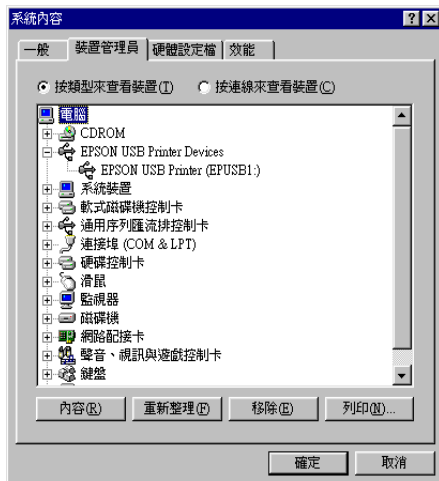 系統內容
一般 裝置管理員 硬體設定檔 效能
按類型來查看裝置(T) 按連線來查看裝置(C)
電腦
CDROM
EPSON USB Printer Devices
EPSON USB Printer (EPUSB1:)
系統裝置
軟式磁碟機控制卡
通用序列匯流排控制卡
連接埠 (COM & LPT)
硬碟控制卡
滑鼠
監視器
磁碟機
網路配接卡
聲音、視訊與遊戲控制卡
鍵盤
內容(R) 重新整理(F) 移除(E) 列印(N)...
確定 取消